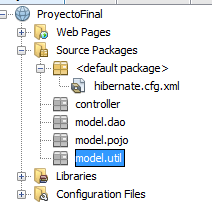 ProyectoFinal
Web Pages
Source Packages
<default package>
hibernate.cfg.xml
controller
model.dao
model.pojo
model.util
Libraries
Configuration Files